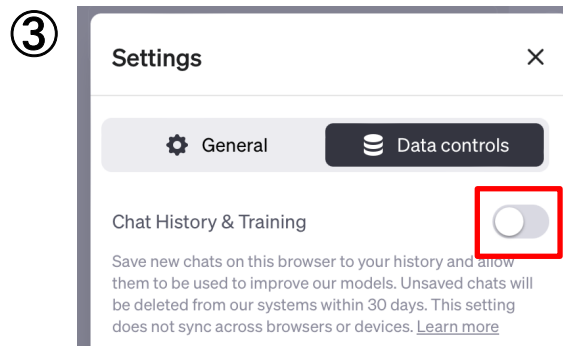 ③
Settings
General
Data controls
Chat History & Training
Save new chats on this browser to your history and allow
them to be used to improve our models. Unsaved chats will
be deleted from our systems within 30 days. This setting
does not sync across browsers or devices. Learn more